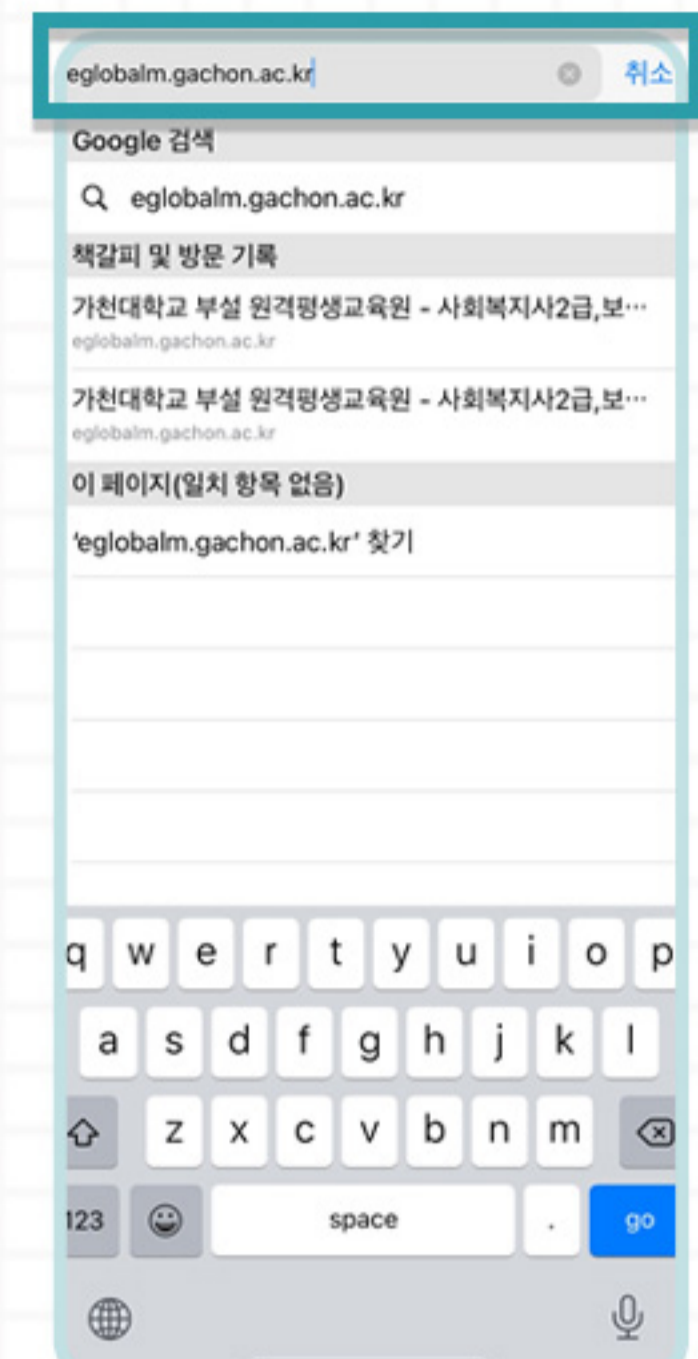 eglobalm.gachon.ac.kr 취소
Google 검색
eglobalm.gachon.ac.kr
책갈피 및 방문 기록
가천대학교 부설 원격평생교육원 - 사회복지사2급,보…
eglobalm.gachon.ac.kr
가천대학교 부설 원격평생교육원 - 사회복지사2급,보…
eglobalm.gachon.ac.kr
이 페이지(일치 항목 없음)
‘eglobalm.gachon.ac.kr’ 찾기
q w e r t y u i o p
a s d f g h j k l
z x c v b n m
123 space . go